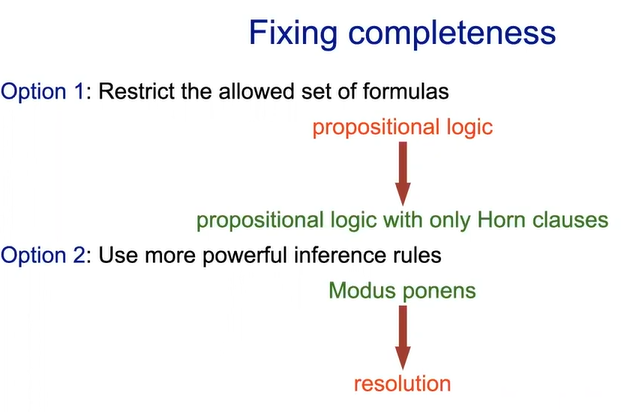 Fixing completeness
Option 1: Restrict the allowed set of formulas
propositional logic
propositional logic with only Horn clauses
Option 2: Use more powerful inference rules
Modus ponens
resolution